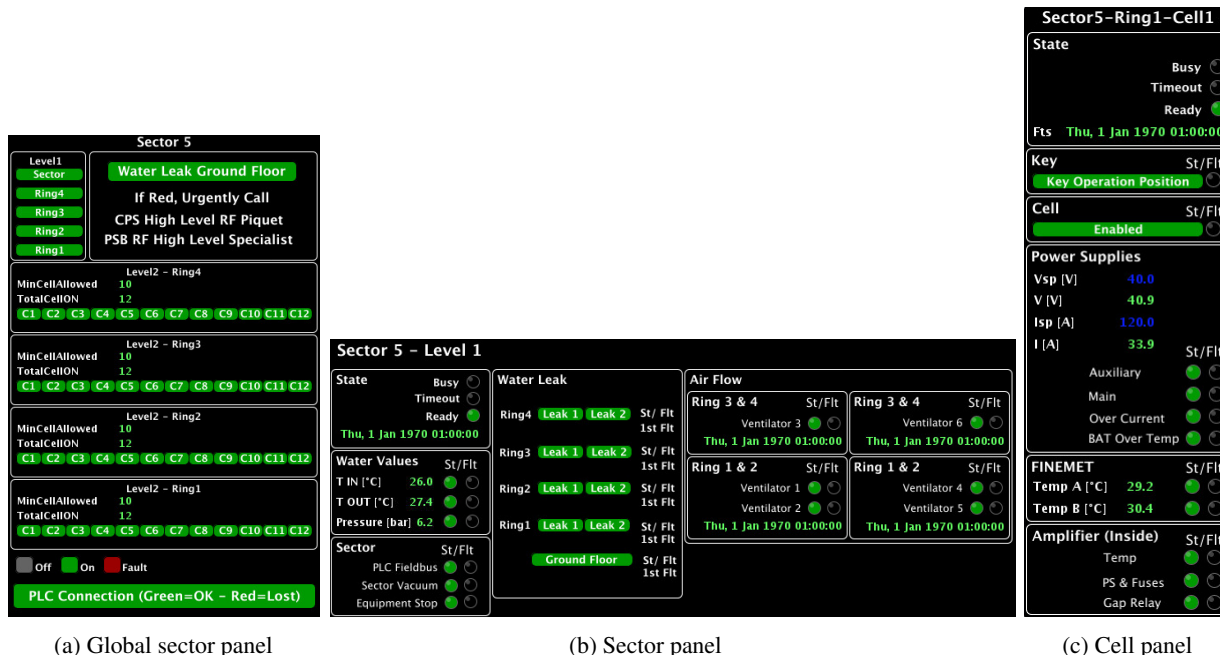 Sector 5
Level1
Sector
Ring4
Ring3
Ring2
Ring1
Water Leak Ground Floor
If Red, Urgently Call
CPS High Level RF Piquet
PSB RF High Level Specialist
Level2 - Ring4
MinCellAllowed 10
TotalCellON 12
C1 C2 C3 C4 C5 C6 C7 C8 C9 C10 C11 C12
Level2 - Ring3
MinCellAllowed 10
TotalCellON 12
C1 C2 C3 C4 C5 C6 C7 C8 C9 C10 C11 C12
Level2 - Ring2
MinCellAllowed 10
TotalCellON 12
C1 C2 C3 C4 C5 C6 C7 C8 C9 C10 C11 C12
Level2 - Ring1
MinCellAllowed 10
TotalCellON 12
C1 C2 C3 C4 C5 C6 C7 C8 C9 C10 C11 C12
Off On Fault
PLC Connection (Green=OK - Red=Lost)
(a) Global sector panel
Sector 5 - Level 1
State
Busy
Timeout
Ready
Thu, 1 Jan 1970 01:00:00
Water Values St/Flt
T IN [°C] 26.0
T OUT [°C] 27.4
Pressure [bar] 6.2
Sector St/Flt
PLC Fieldbus
Sector Vacuum
Equipment Stop
Water Leak
Ring4 Leak 1 Leak 2 St/ Flt
1st Flt
Ring3 Leak 1 Leak 2 St/ Flt
1st Flt
Ring2 Leak 1 Leak 2 St/ Flt
1st Flt
Ring1 Leak 1 Leak 2 St/ Flt
1st Flt
Ground Floor St/ Flt
1st Flt
Air Flow
Ring 3 & 4 St/Flt
Ventilator 3
Thu, 1 Jan 1970 01:00:00
Ring 3 & 4 St/Flt
Ventilator 6
Thu, 1 Jan 1970 01:00:00
Ring 1 & 2 St/Flt
Ventilator 1
Ventilator 2
Thu, 1 Jan 1970 01:00:00
Ring 1 & 2 St/Flt
Ventilator 4
Ventilator 5
Thu, 1 Jan 1970 01:00:00
(b) Sector panel
Sector5-Ring1-Cell1
State
Busy
Timeout
Ready
Fts Thu, 1 Jan 1970 01:00:00
Key St/Flt
Key Operation Position
Cell St/Flt
Enabled
Power Supplies
Vsp [V] 40.0
V [V] 40.9
Isp [A] 120.0
I [A] 33.9
St/Flt
Auxiliary
Main
Over Current
BAT Over Temp
FINEMET St/Flt
Temp A [°C] 29.2
Temp B [°C] 30.4
Amplifier (Inside) St/Flt
Temp
PS & Fuses
Gap Relay
(c) Cell panel